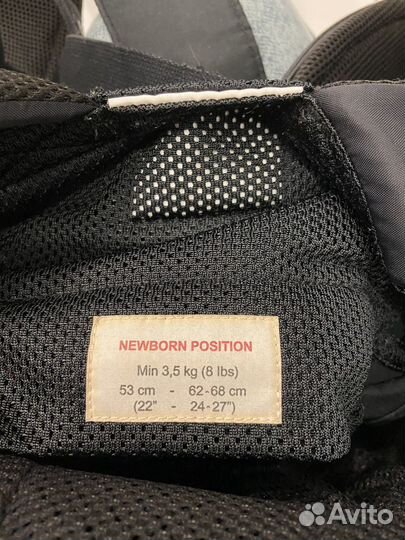 NEWBORN POSITION
Min 3,5 kg (8 lbs)
53 cm - 62-68 cm
(22" - 24-27")
Avito